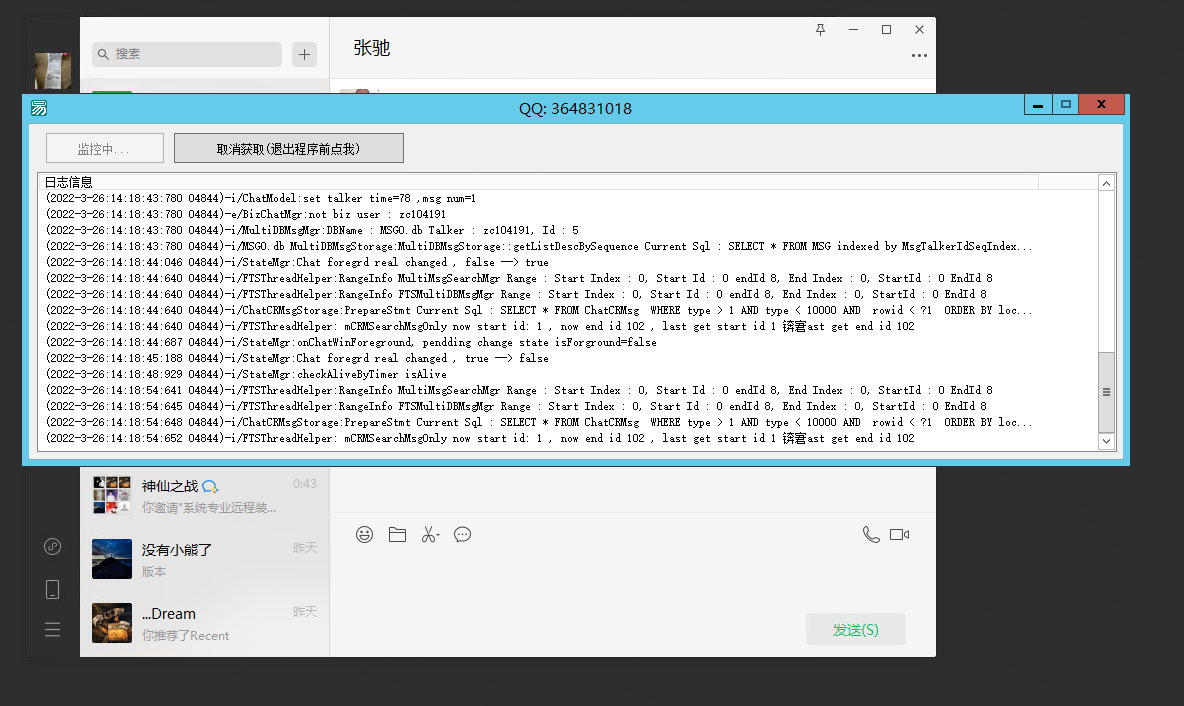 搜索
张驰
QQ: 364831018
监控中...
取消获取(退出程序前点我)
日志信息
(2022-3-26:14:18:43:780 04844)-i/ChatModel:set talker time=78 ,msg num=1
(2022-3-26:14:18:43:780 04844)-e/BizChatMgr:not biz user : zc104191
(2022-3-26:14:18:43:780 04844)-i/MultiDBMsgMgr:DBName : MSG0.db Talker : zc104191, Id : 5
(2022-3-26:14:18:43:780 04844)-i/MSG0.db MultiDBMsgStorage:MultiDBMsgStorage::getListDescBySequence Current Sql : SELECT * FROM MSG indexed by MsgTalkerIdSeqIndex...
(2022-3-26:14:18:44:046 04844)-i/StateMgr:Chat foregrd real changed , false --> true
(2022-3-26:14:18:44:640 04844)-i/FTSThreadHelper:RangeInfo MultiMsgSearchMgr Range : Start Index : 0, Start Id : 0 endId 8, End Index : 0, StartId : 0 EndId 8
(2022-3-26:14:18:44:640 04844)-i/FTSThreadHelper:RangeInfo FTSMultiDBMsgMgr Range : Start Index : 0, Start Id : 0 endId 8, End Index : 0, StartId : 0 EndId 8
(2022-3-26:14:18:44:640 04844)-i/ChatCRMsgStorage:PrepareStmt Current Sql : SELECT * FROM ChatCRMsg  WHERE type > 1 AND type < 10000 AND  rowid < ?1  ORDER BY loc...
(2022-3-26:14:18:44:640 04844)-i/FTSThreadHelper: mCRMSearchMsgOnly now start id: 1 , now end id 102 , last get start id 1 锛宭ast get end id 102
(2022-3-26:14:18:44:687 04844)-i/StateMgr:onChatWinForeground, pendding change state isForground=false
(2022-3-26:14:18:45:188 04844)-i/StateMgr:Chat foregrd real changed , true --> false
(2022-3-26:14:18:48:929 04844)-i/StateMgr:checkAliveByTimer isAlive
(2022-3-26:14:18:54:641 04844)-i/FTSThreadHelper:RangeInfo MultiMsgSearchMgr Range : Start Index : 0, Start Id : 0 endId 8, End Index : 0, StartId : 0 EndId 8
(2022-3-26:14:18:54:645 04844)-i/FTSThreadHelper:RangeInfo FTSMultiDBMsgMgr Range : Start Index : 0, Start Id : 0 endId 8, End Index : 0, StartId : 0 EndId 8
(2022-3-26:14:18:54:648 04844)-i/ChatCRMsgStorage:PrepareStmt Current Sql : SELECT * FROM ChatCRMsg  WHERE type > 1 AND type < 10000 AND  rowid < ?1  ORDER BY loc...
(2022-3-26:14:18:54:652 04844)-i/FTSThreadHelper: mCRMSearchMsgOnly now start id: 1 , now end id 102 , last get start id 1 锛宭ast get end id 102
神仙之战 0:43
你邀请"系统专业远程装...
没有小熊了 昨天
版本
...Dream 昨天
你推荐了Recent
发送(S)